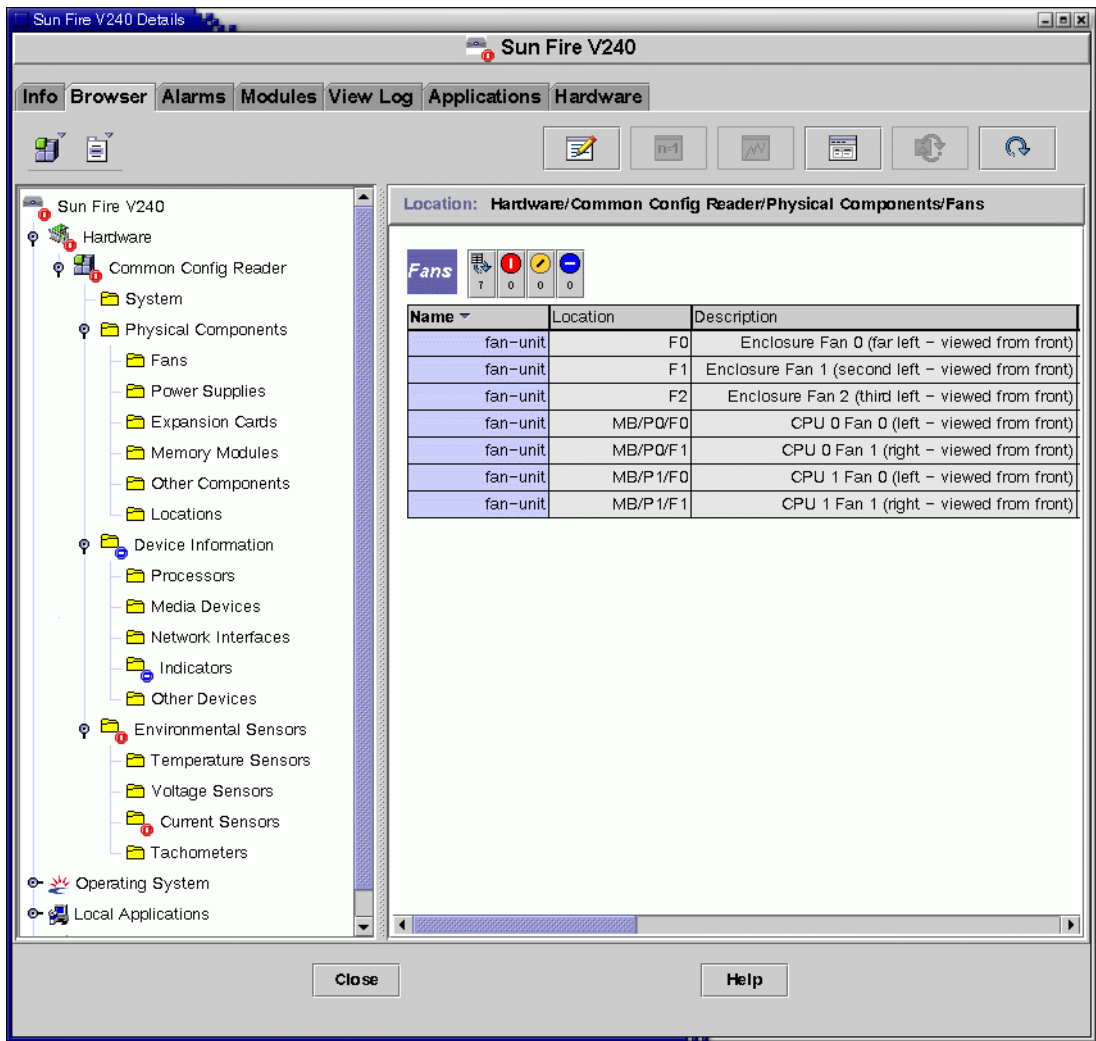 Sun Fire V240 Details
Sun Fire V240
Info Browser Alarms Modules View Log Applications Hardware
n=1
Sun Fire V240
Hardware
Common Config Reader
System
Physical Components
Fans
Power Supplies
Expansion Cards
Memory Modules
Other Components
Locations
Device Information
Processors
Media Devices
Network Interfaces
Indicators
Other Devices
Environmental Sensors
Temperature Sensors
Voltage Sensors
Current Sensors
Tachometers
Operating System
Local Applications
Location: Hardware/Common Config Reader/Physical Components/Fans
Fans 7 0 0 0
Name Location Description
fan-unit F0 Enclosure Fan 0 (far left - viewed from front)
fan-unit F1 Enclosure Fan 1 (second left - viewed from front)
fan-unit F2 Enclosure Fan 2 (third left - viewed from front)
fan-unit MB/P0/F0 CPU 0 Fan 0 (left - viewed from front)
fan-unit MB/P0/F1 CPU 0 Fan 1 (right - viewed from front)
fan-unit MB/P1/F0 CPU 1 Fan 0 (left - viewed from front)
fan-unit MB/P1/F1 CPU 1 Fan 1 (right - viewed from front)
Close Help